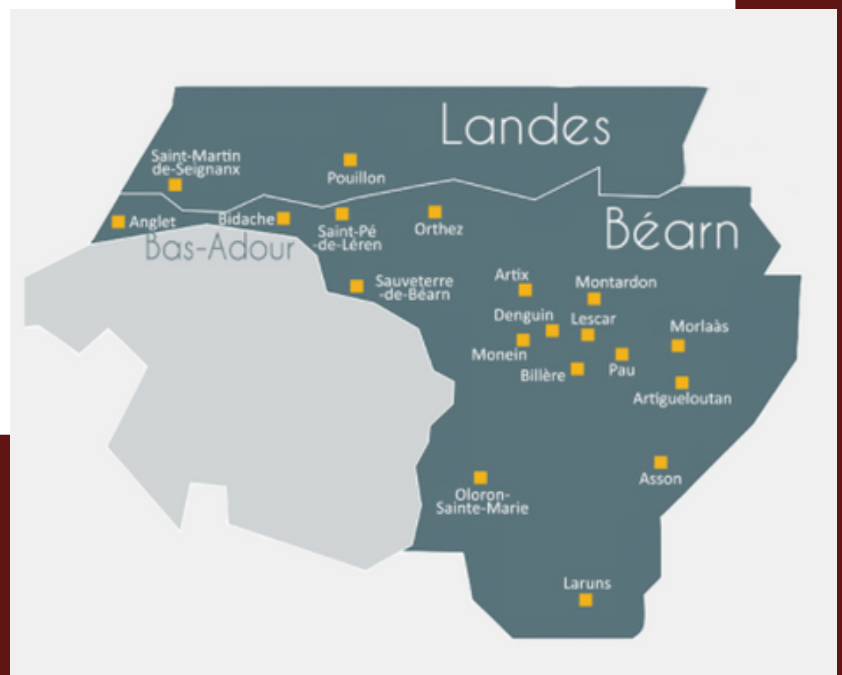 Landes
Saint-Martin
de-Seignanx
Pouillon
Anglet
Bidache
Saint-Pé
-de-Léren
Orthez
Béarn
Bas-Adour
Sauveterre
-de-Béarn
Artix
Montardon
Denguin
Lescar
Morlaàs
Monein
Billère
Pau
Artigueloutan
Asson
Oloron-
Sainte-Marie
Laruns